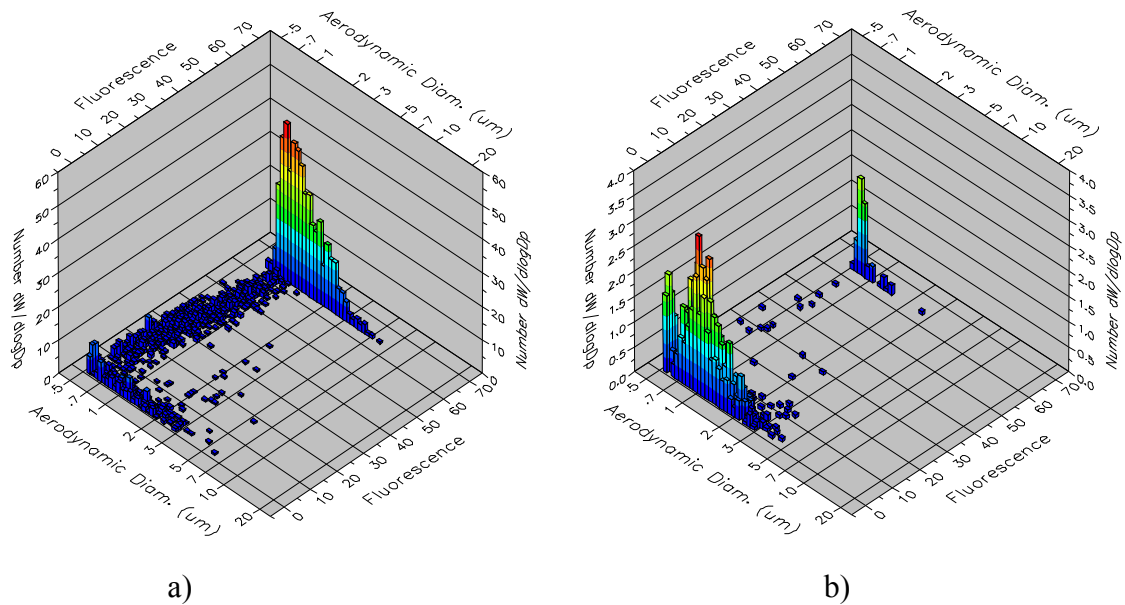 Fluorescence
0 10 20 30 40 50 60 70
Aerodynamic Diam. (um)
.5 .7 1 2 3 5 7 10 20
60 50 40 30 20 10 0
Number dW/dlogDp
60 50 40 30 20 10 0
Number dW/dlogDp
.5 .7 1 2 3 5 7 10 20
Aerodynamic Diam. (um)
0 10 20 30 40 50 60 70
Fluorescence
a)
Fluorescence
0 10 20 30 40 50 60 70
Aerodynamic Diam. (um)
.5 .7 1 2 3 5 7 10 20
4.0 3.5 3.0 2.5 2.0 1.5 1.0 0.5 0.0
Number dW/dlogDp
4.0 3.5 3.0 2.5 2.0 1.5 1.0 0.5 0.0
Number dW/dlogDp
.5 .7 1 2 3 5 7 10 20
Aerodynamic Diam. (um)
0 10 20 30 40 50 60 70
Fluorescence
b)